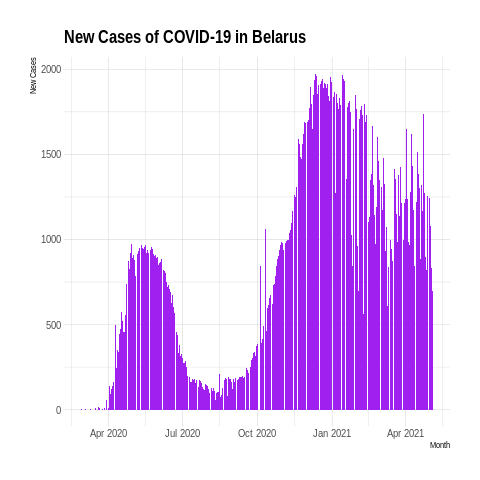 New Cases of COVID-19 in Belarus
New Cases
2000
1500
1000
500
0
Apr 2020 Jul 2020 Oct 2020 Jan 2021 Apr 2021
Month